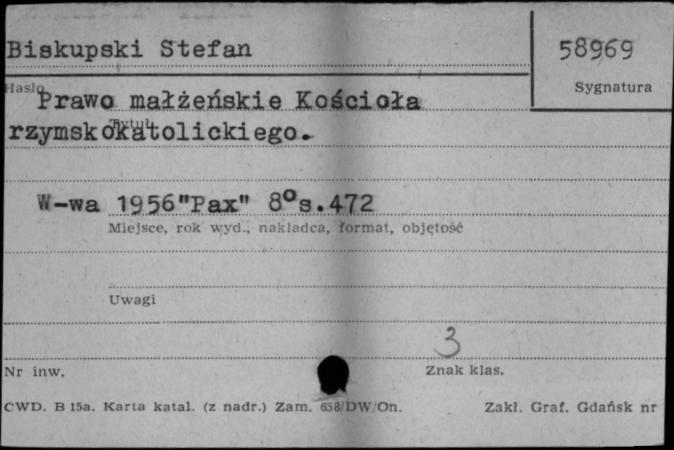 Biskupski Stefan
58969
Hasło
Sygnatura
Prawo małżeńskie Kościoła
Tytuł
rzymskokatolickiego.
W-wa 1956"Pax" 8°s.472
Miejsce, rok wyd., nakładca, format, objętość
Uwagi
3
Nr inw.
Znak klas.
CWD. B 15a. Karta katal. (z nadr.) Zam. 658/DW/On.
Zakł. Graf. Gdańsk nr